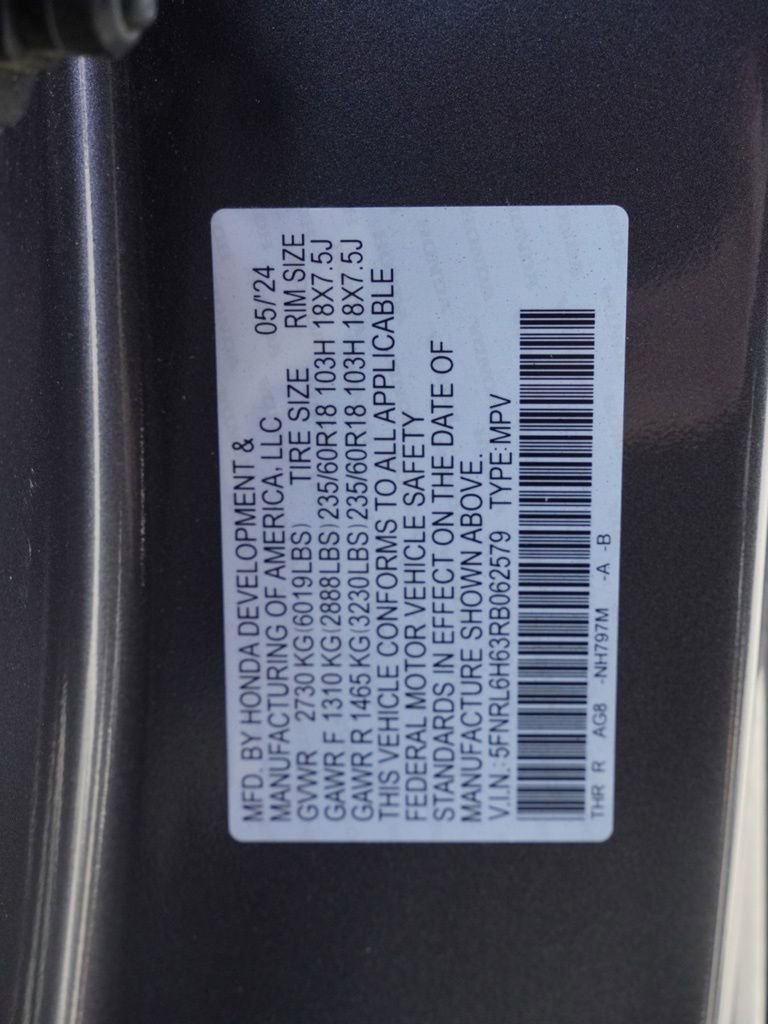 MFD. BY HONDA DEVELOPMENT &
MANUFACTURING OF AMERICA, LLC 05/'24
GVWR 2730 KG(6019LBS) TIRE SIZE RIM SIZE
GAWR F 1310 KG(2888LBS)235/60R18 103H 18X7.5J
GAWR R 1465 KG(3230LBS)235/60R18 103H 18X7.5J
THIS VEHICLE CONFORMS TO ALL APPLICABLE
FEDERAL MOTOR VEHICLE SAFETY
STANDARDS IN EFFECT ON THE DATE OF
MANUFACTURE SHOWN ABOVE.
V.I.N.: 5FNRL6H63RB062579 TYPE:MPV
THR R AG8 -NH797M -A -B